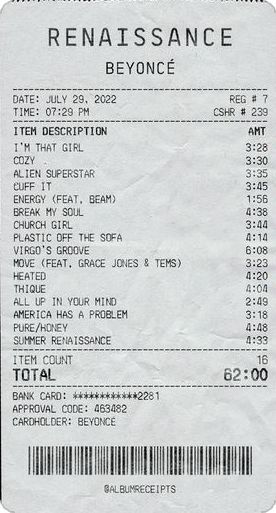 RENAISSANCE
BEYONCÉ
DATE: JULY 29, 2022 REG # 7
TIME: 07:29 PM CSHR # 239
ITEM DESCRIPTION AMT
I'M THAT GIRL 3:28
COZY 3:30
ALIEN SUPERSTAR 3:35
CUFF IT 3:45
ENERGY (FEAT. BEAM) 1:56
BREAK MY SOUL 4:38
CHURCH GIRL 3:44
PLASTIC OFF THE SOFA 4:14
VIRGO'S GROOVE 6:08
MOVE (FEAT. GRACE JONES & TEMS) 3:23
HEATED 4:20
THIQUE 4:04
ALL UP IN YOUR MIND 2:49
AMERICA HAS A PROBLEM 3:18
PURE/HONEY 4:48
SUMMER RENAISSANCE 4:33
ITEM COUNT 16
TOTAL 62:00
BANK CARD: ************2281
APPROVAL CODE: 463482
CARDHOLDER: BEYONCÉ
@ALBUMRECEIPTS